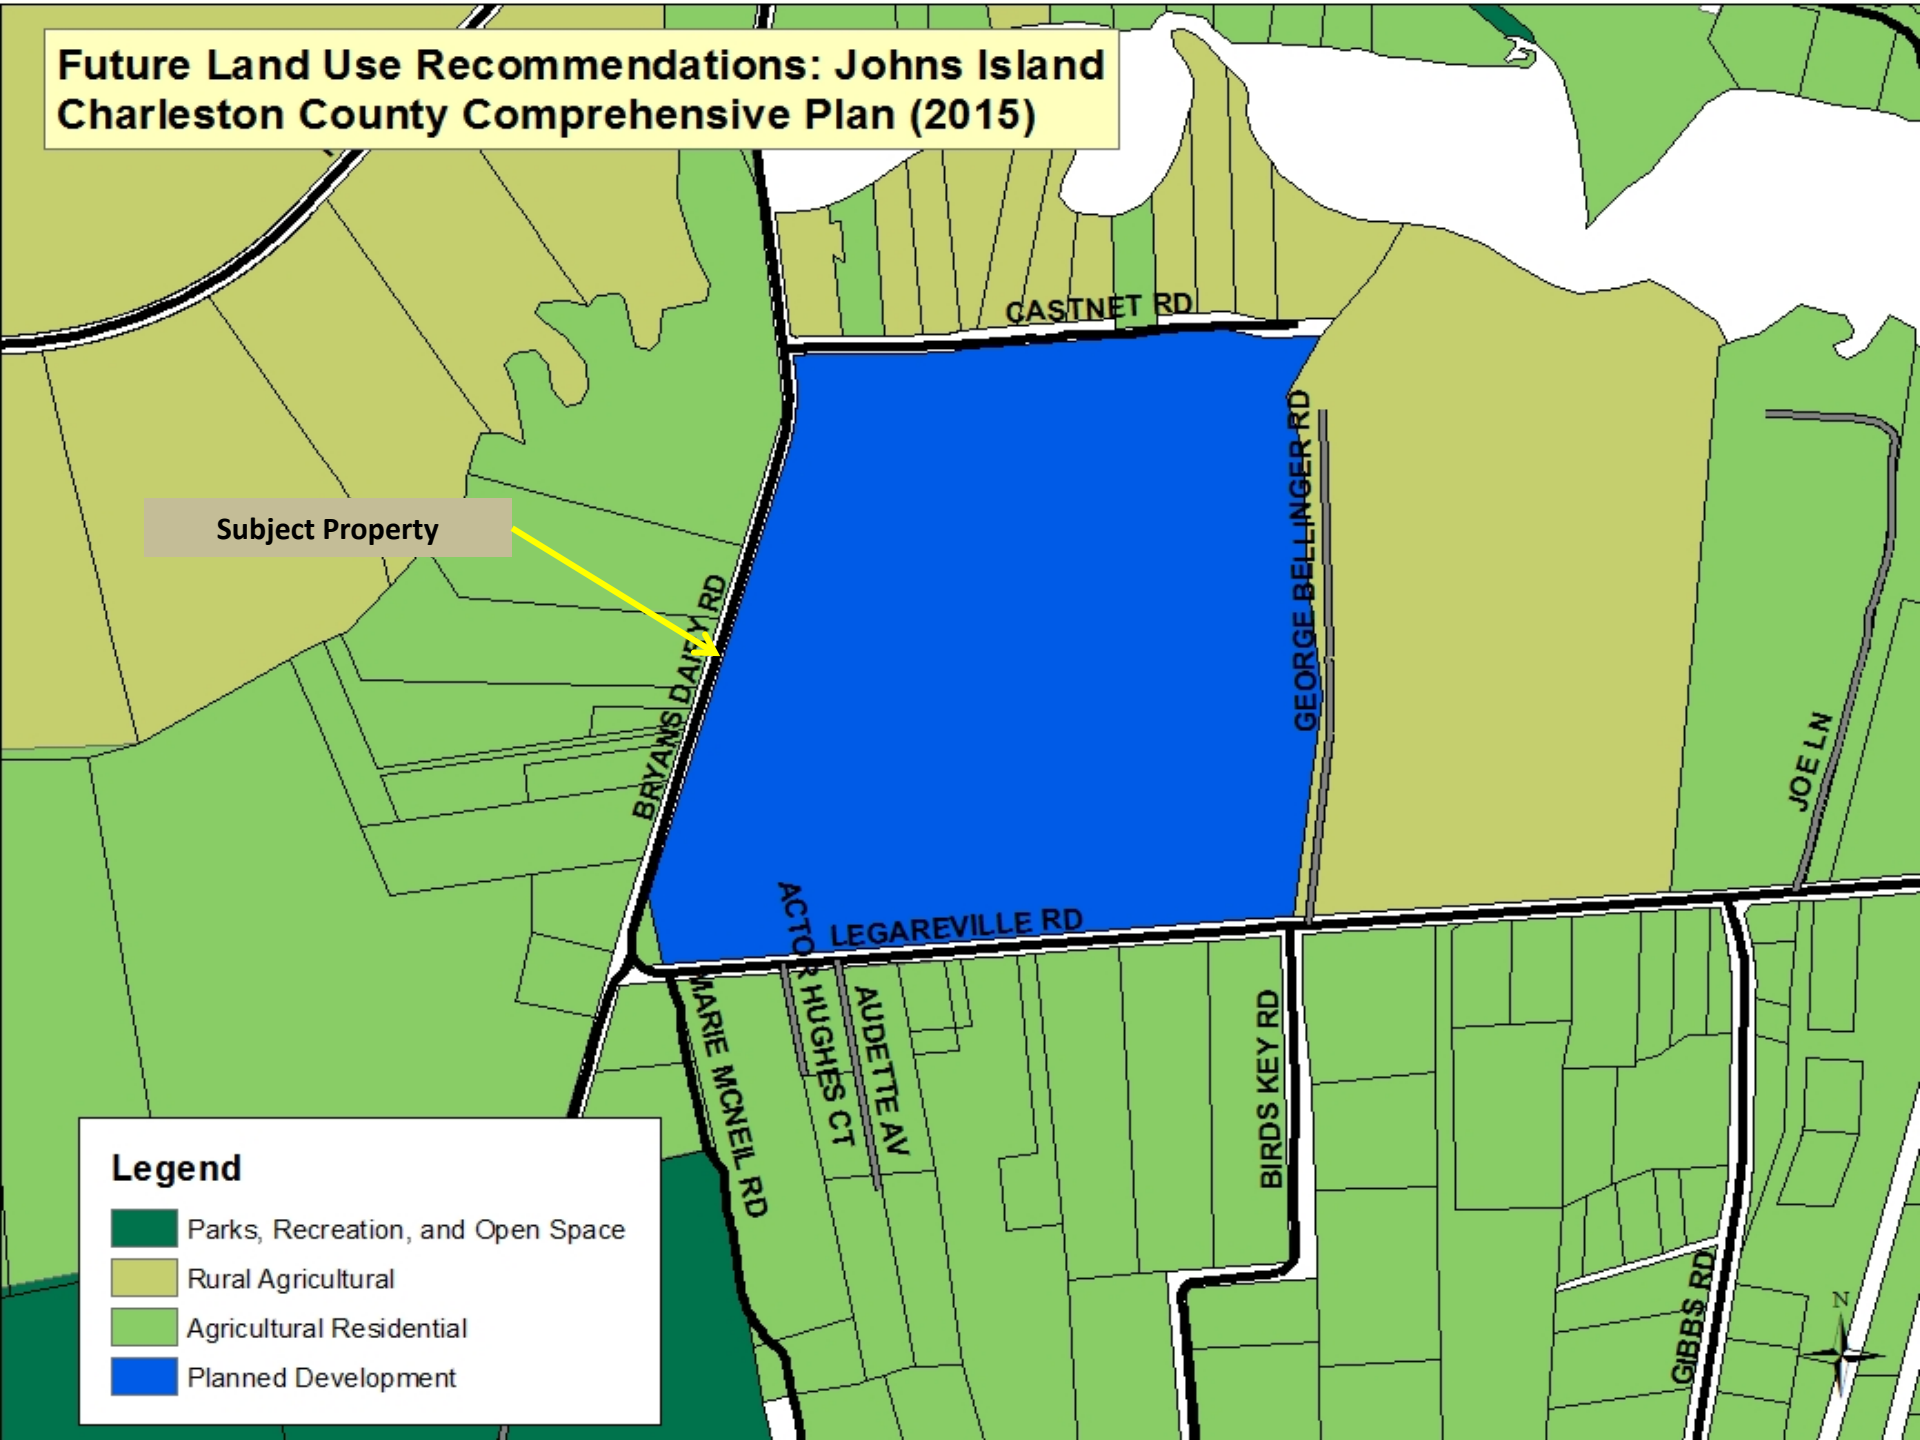 Future Land Use Recommendations: Johns Island
Charleston County Comprehensive Plan (2015)
CASTNET RD
GEORGE BELLINGER RD
Subject Property
BRYANS DAIRY RD
JOE LN
LEGAREVILLE RD
ACTOR HUGHES CT
MARIE MCNEIL RD
AUDETTE AV
BIRDS KEY RD
GIBBS RD
N
Legend
Parks, Recreation, and Open Space
Rural Agricultural
Agricultural Residential
Planned Development